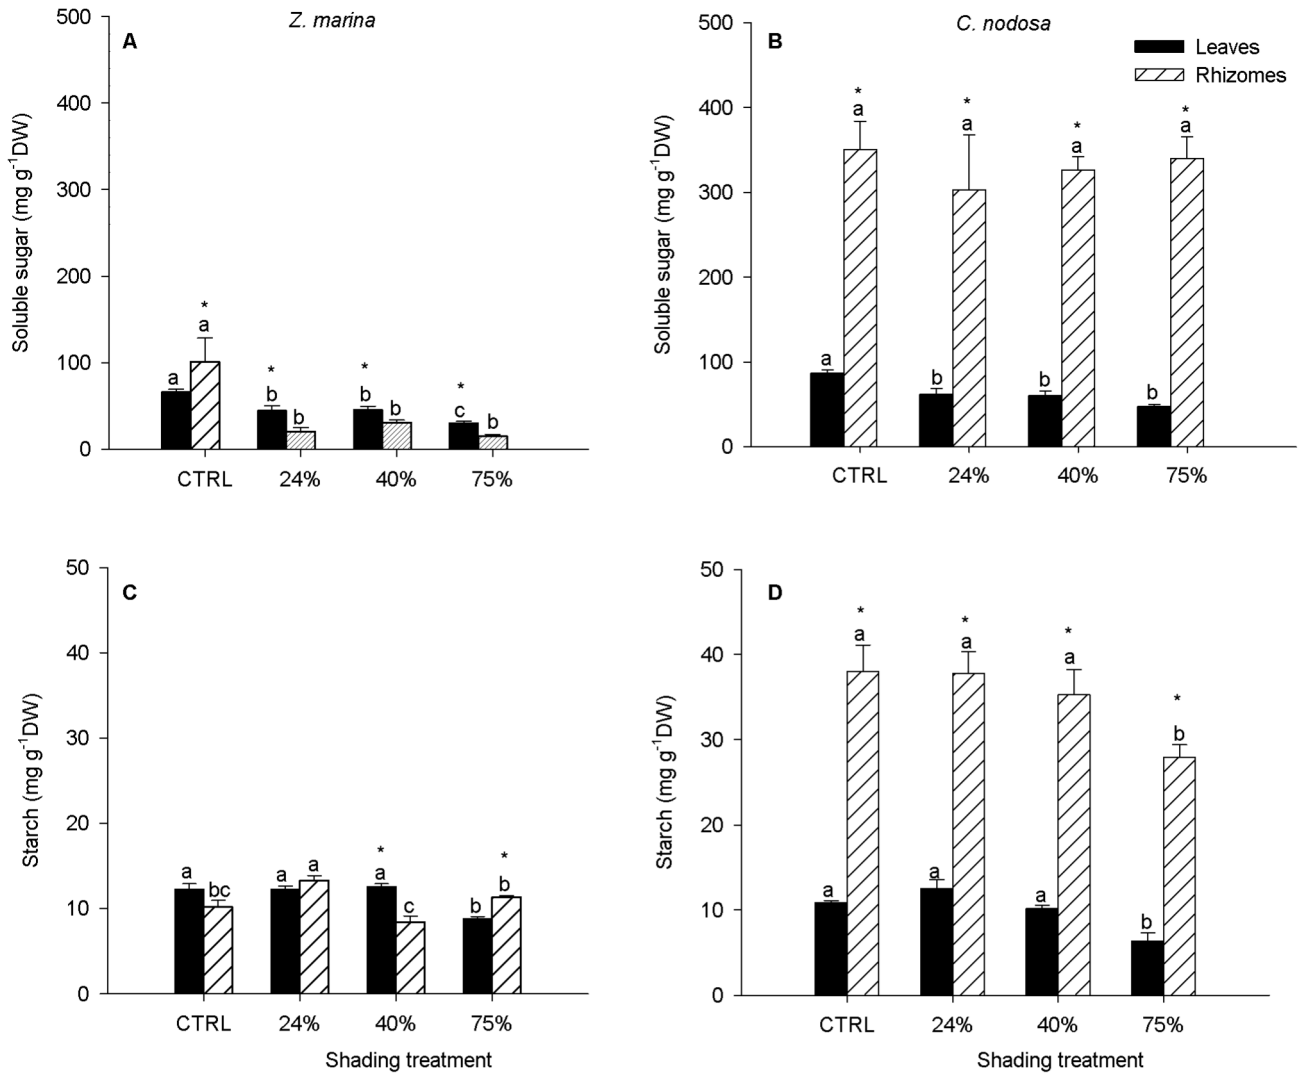 Z. marina
A
500
400
300
200
100
0
Soluble sugar (mg g-1DW)
*
a
a
*
b
b
*
b
b
*
c
b
CTRL 24% 40% 75%
C. nodosa
B
Leaves
Rhizomes
500
400
300
200
100
0
Soluble sugar (mg g-1DW)
*
a
a
*
a
b
*
a
b
*
a
b
CTRL 24% 40% 75%
C
50
40
30
20
10
0
Starch (mg g-1DW)
a
bc
a
a
*
a
c
*
b
b
CTRL 24% 40% 75%
Shading treatment
D
50
40
30
20
10
0
Starch (mg g-1DW)
*
a
a
*
a
a
*
a
a
*
b
b
CTRL 24% 40% 75%
Shading treatment